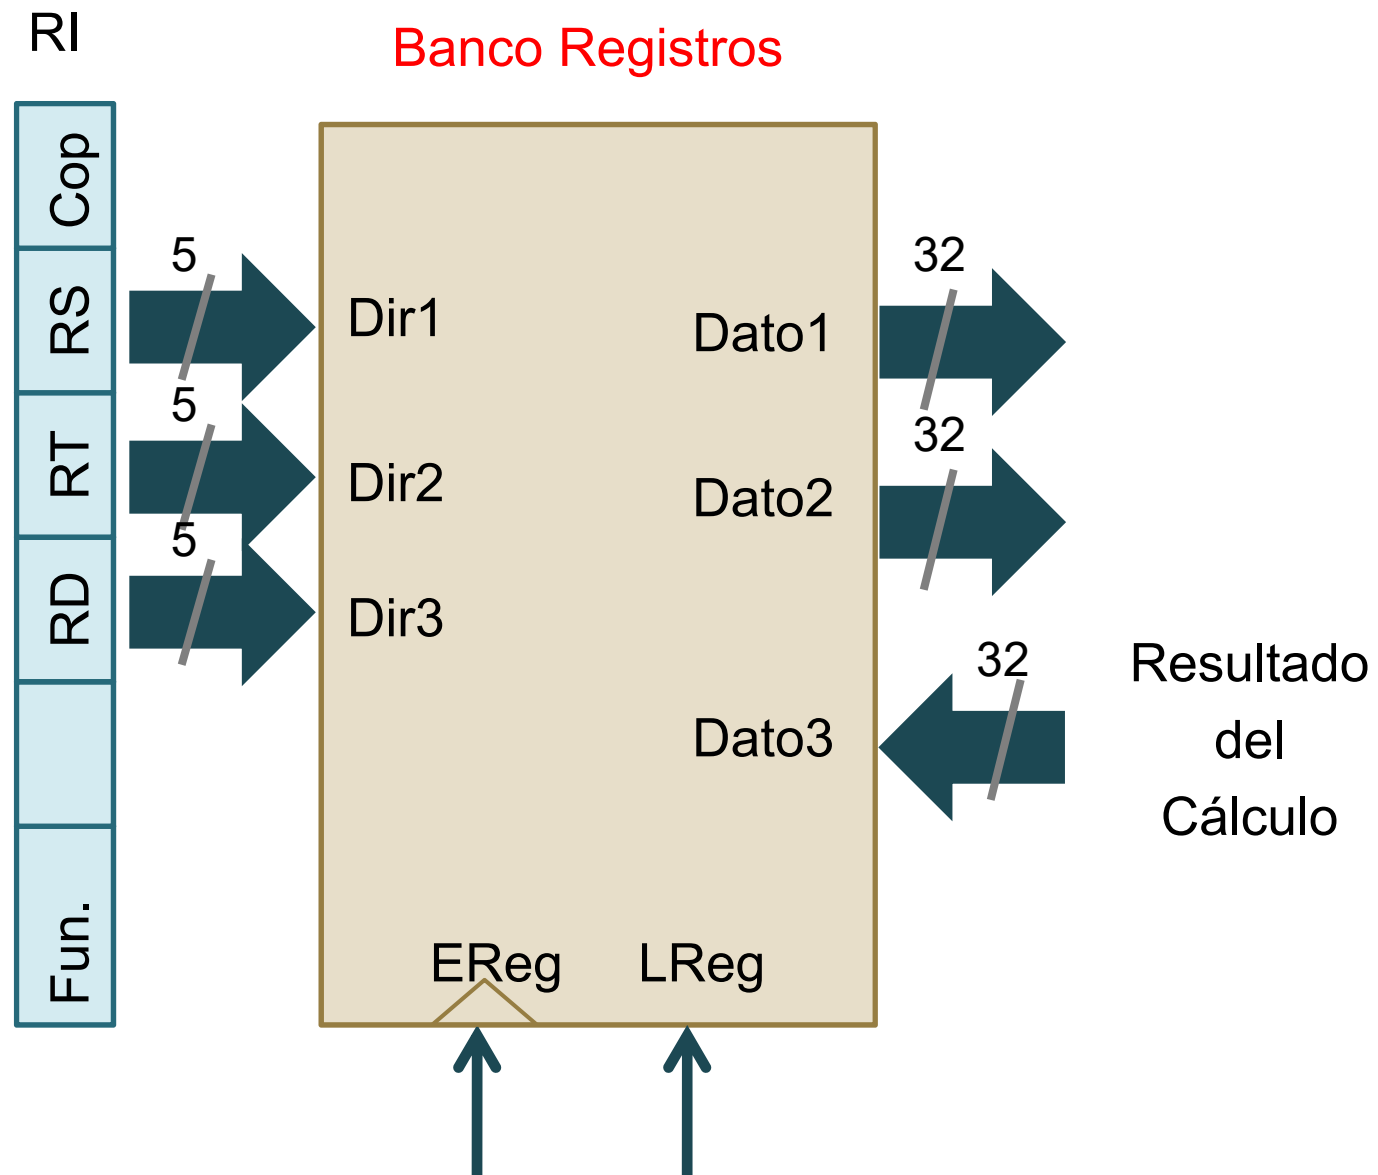 RI
Banco Registros
Cop
RS
RT
RD
Fun.
5
5
5
Dir1
Dir2
Dir3
Dato1
Dato2
Dato3
32
32
32
Resultado
del
Cálculo
EReg
LReg